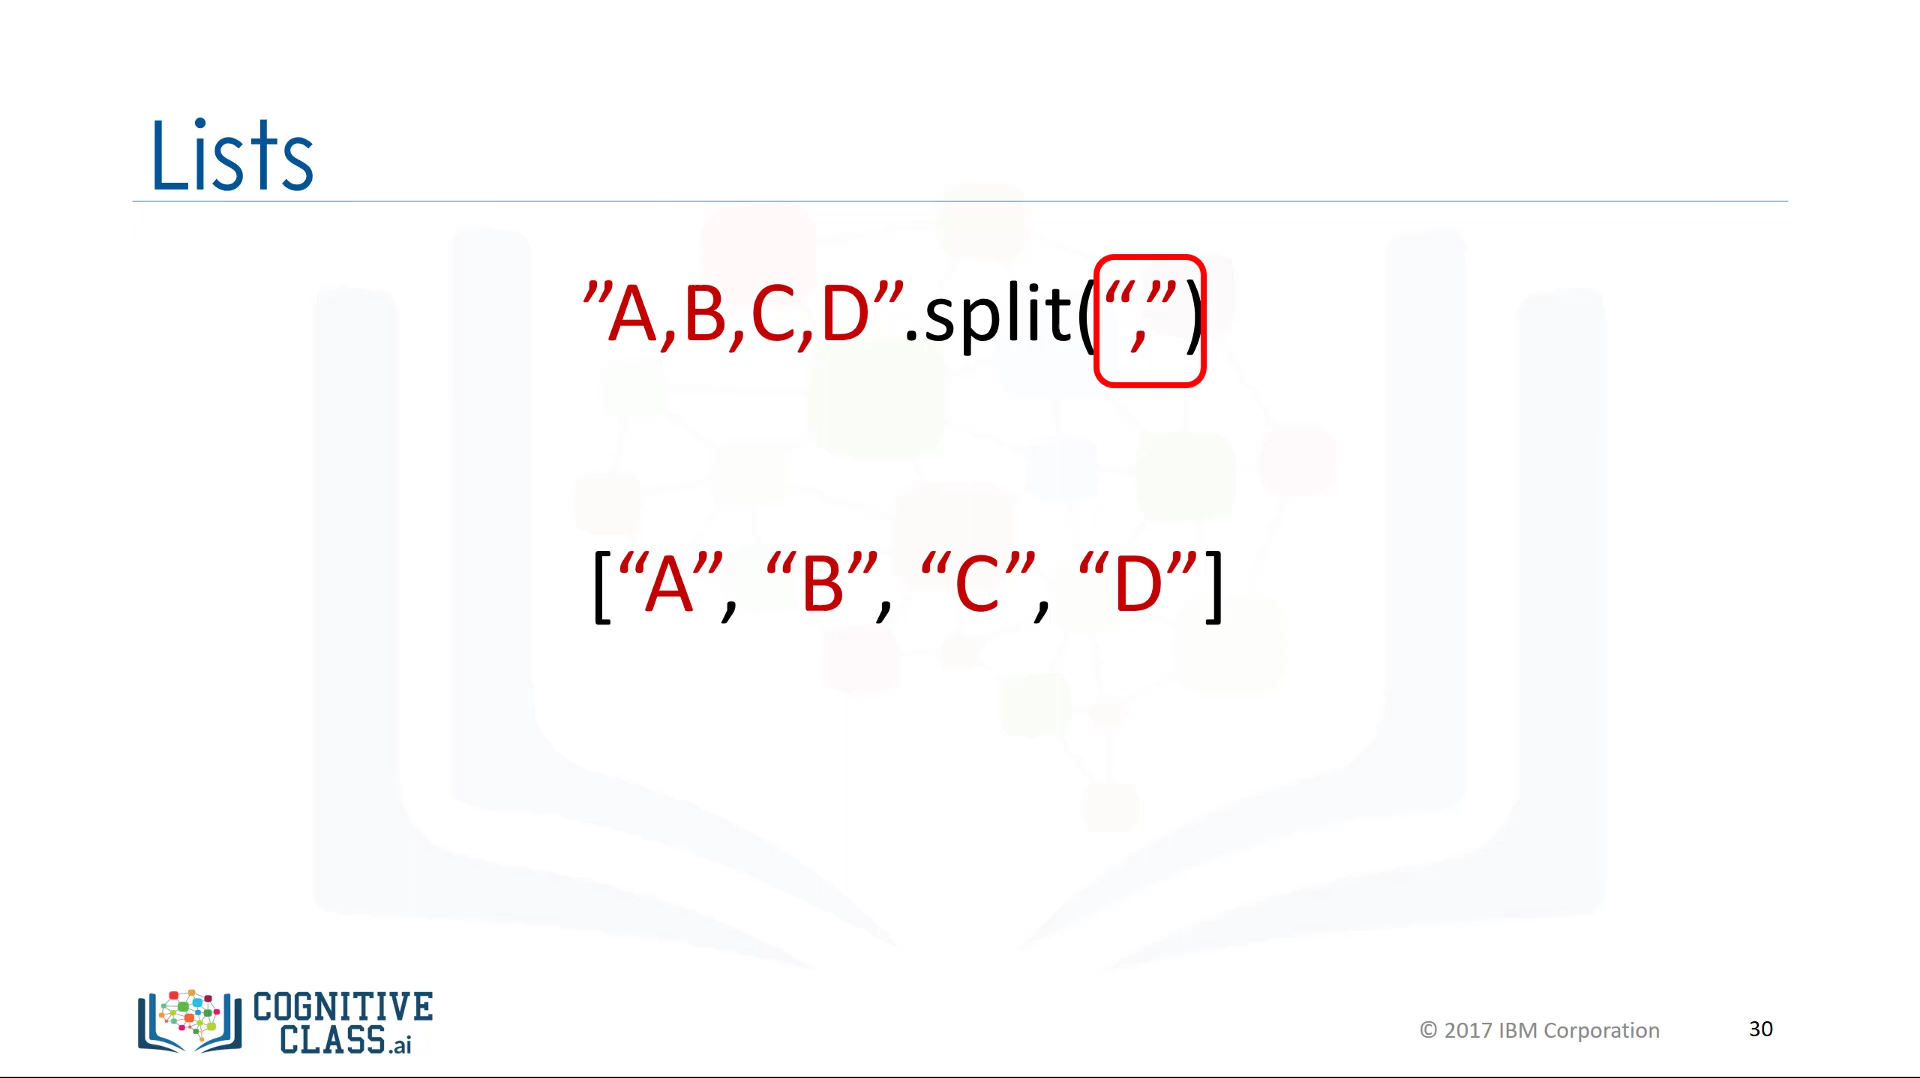 Lists
”A,B,C,D”.split(“,”)
[“A”, “B”, “C”, “D”]
COGNITIVE
CLASS.ai
© 2017 IBM Corporation
30